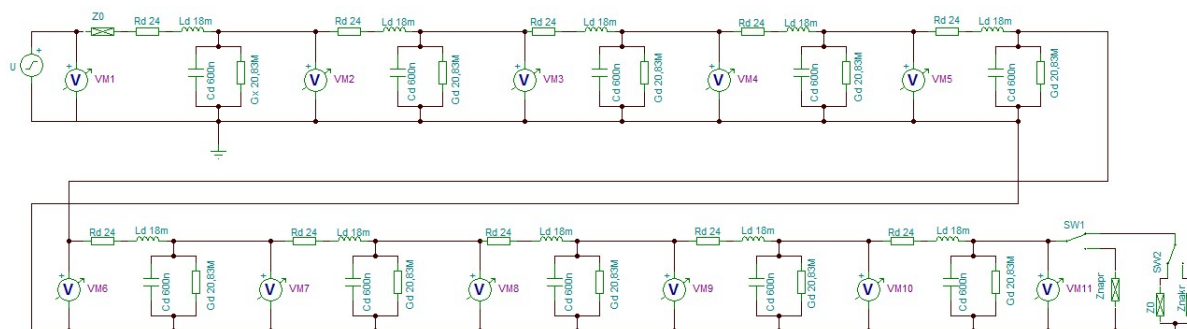 Z0 Rd 24 Ld 18m Rd 24 Ld 18m Rd 24 Ld 18m Rd 24 Ld 18m Rd 24 Ld 18m
U + + V VM1 Cd 600n Gx 20,83M + V VM2 Cd 600n Gd 20,83M + V VM3 Cd 600n Gd 20,83M + V VM4 Cd 600n Gd 20,83M + V VM5 Cd 600n Gd 20,83M
Rd 24 Ld 18m Rd 24 Ld 18m Rd 24 Ld 18m Rd 24 Ld 18m Rd 24 Ld 18m SW1
+ V VM6 Cd 600n Gd 20,83M + V VM7 Cd 600n Gd 20,83M + V VM8 Cd 600n Gd 20,83M + V VM9 Cd 600n Gd 20,83M + V VM10 Cd 600n Gd 20,83M + V VM11 Znapr SW2 Z0 Znakr